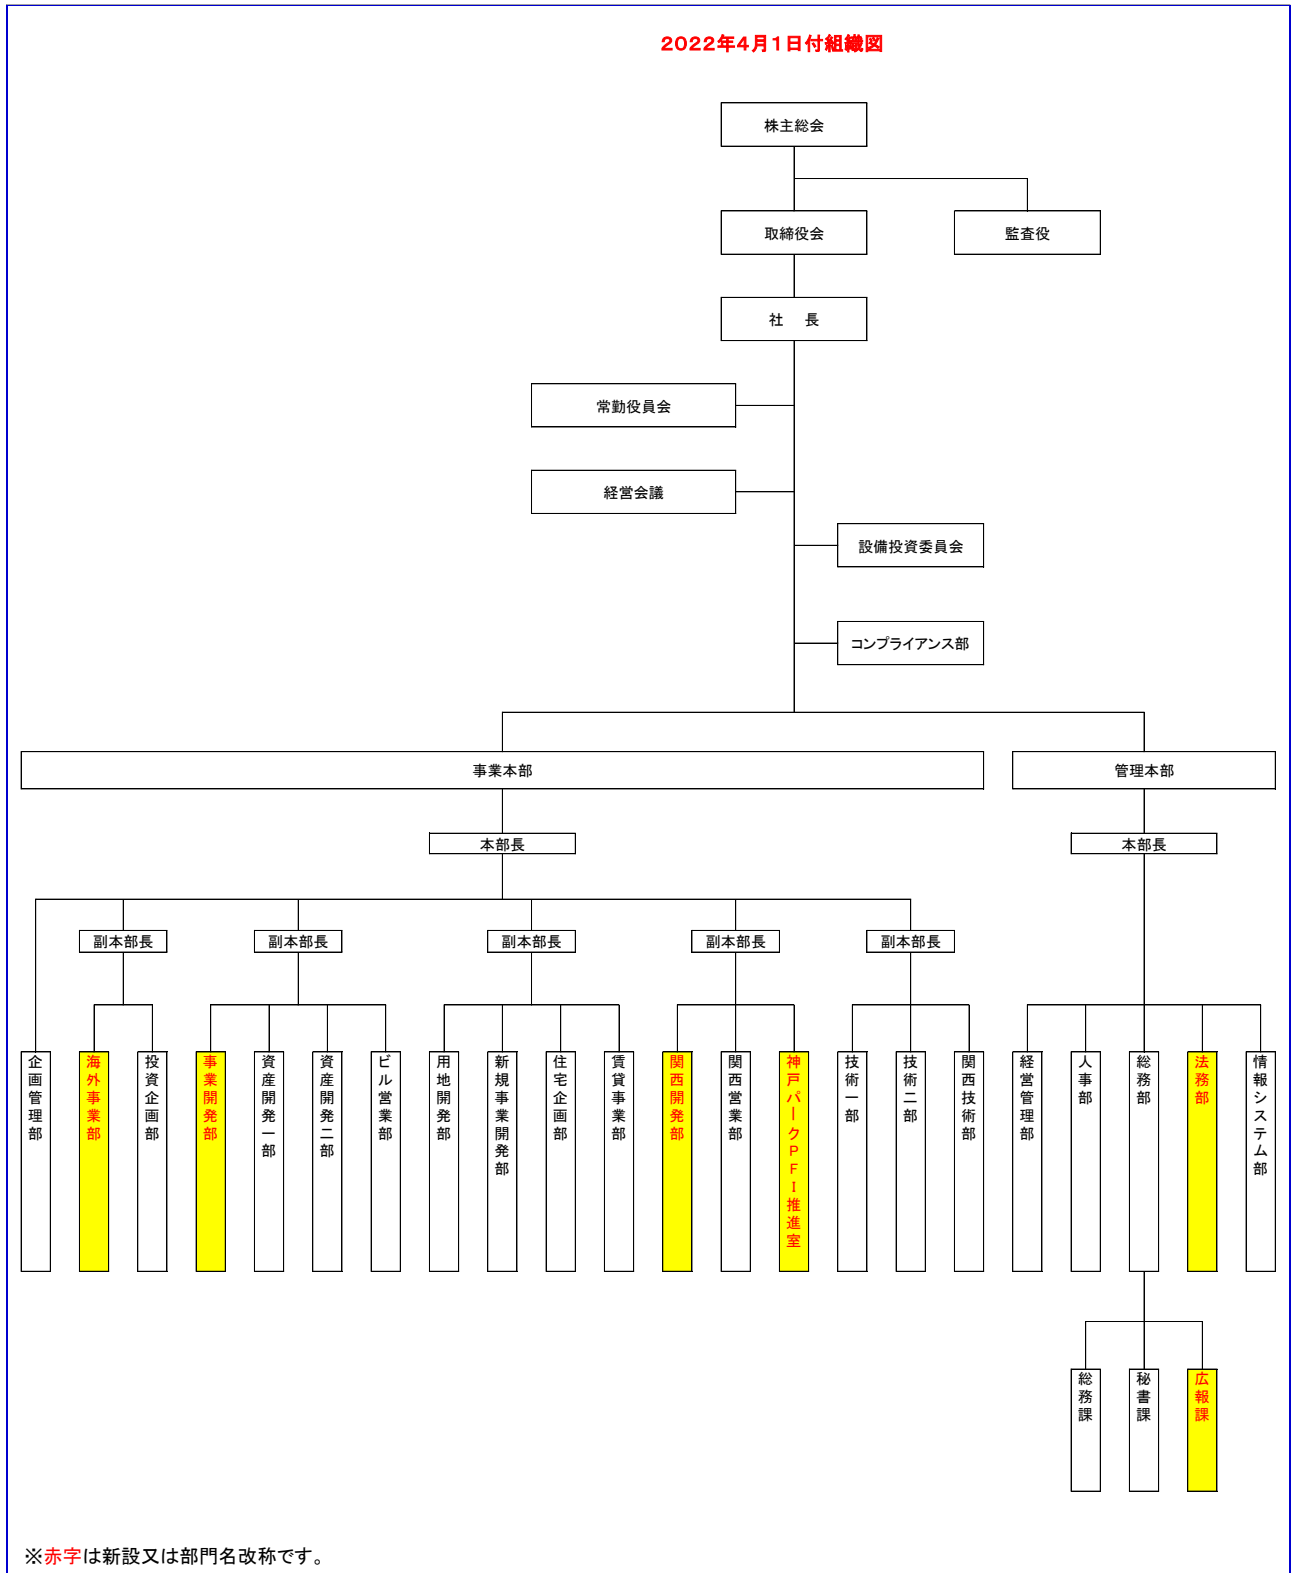 2022年4月1日付組織図
株主総会
取締役会
監査役
社　長
常勤役員会
経営会議
設備投資委員会
コンプライアンス部
事業本部
管理本部
本部長
本部長
副本部長
副本部長
副本部長
副本部長
副本部長
企画管理部
海外事業部
投資企画部
事業開発部
資産開発一部
資産開発二部
ビル営業部
用地開発部
新規事業開発部
住宅企画部
賃貸事業部
関西開発部
関西営業部
神戸パークPFI推進室
技術一部
技術二部
関西技術部
経営管理部
人事部
総務部
法務部
情報システム部
総務課
秘書課
広報課
※赤字は新設又は部門名改称です。